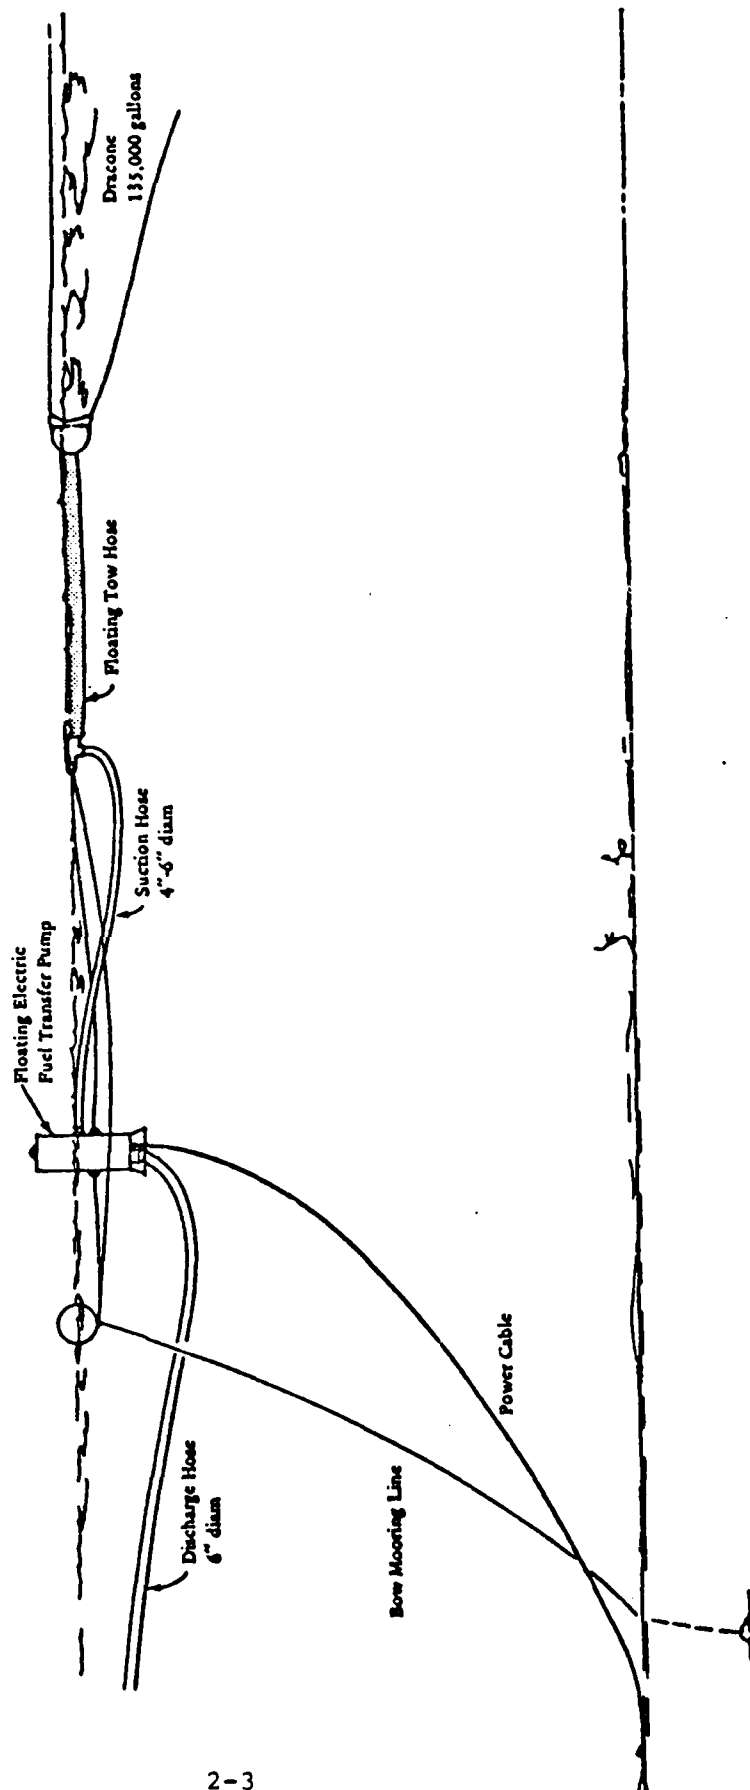 Floating Electric
Fuel Transfer Pump
Dracone
135,000 gallons
Floating Tow Hose
Suction Hose
4"-6" diam
Discharge Hose
6" diam
Power Cable
Bow Mooring Line
2-3